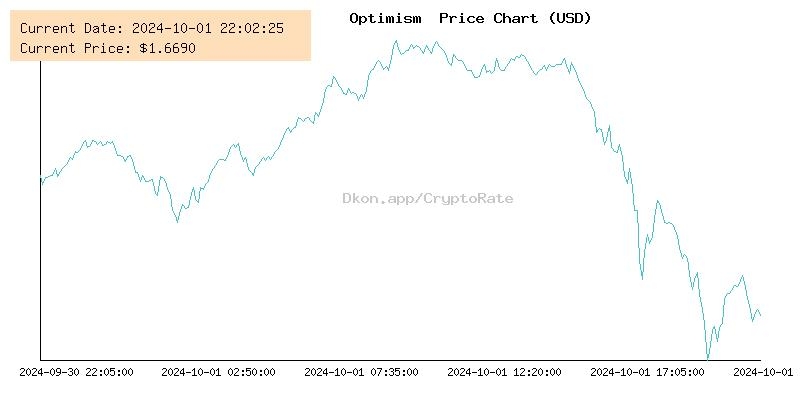 Optimism Price Chart (USD)
Current Date: 2024-10-01 22:02:25
Current Price: $1.6690
Dkon.app/CryptoRate
2024-09-30 22:05:00 2024-10-01 02:50:00 2024-10-01 07:35:00 2024-10-01 12:20:00 2024-10-01 17:05:00 2024-10-01